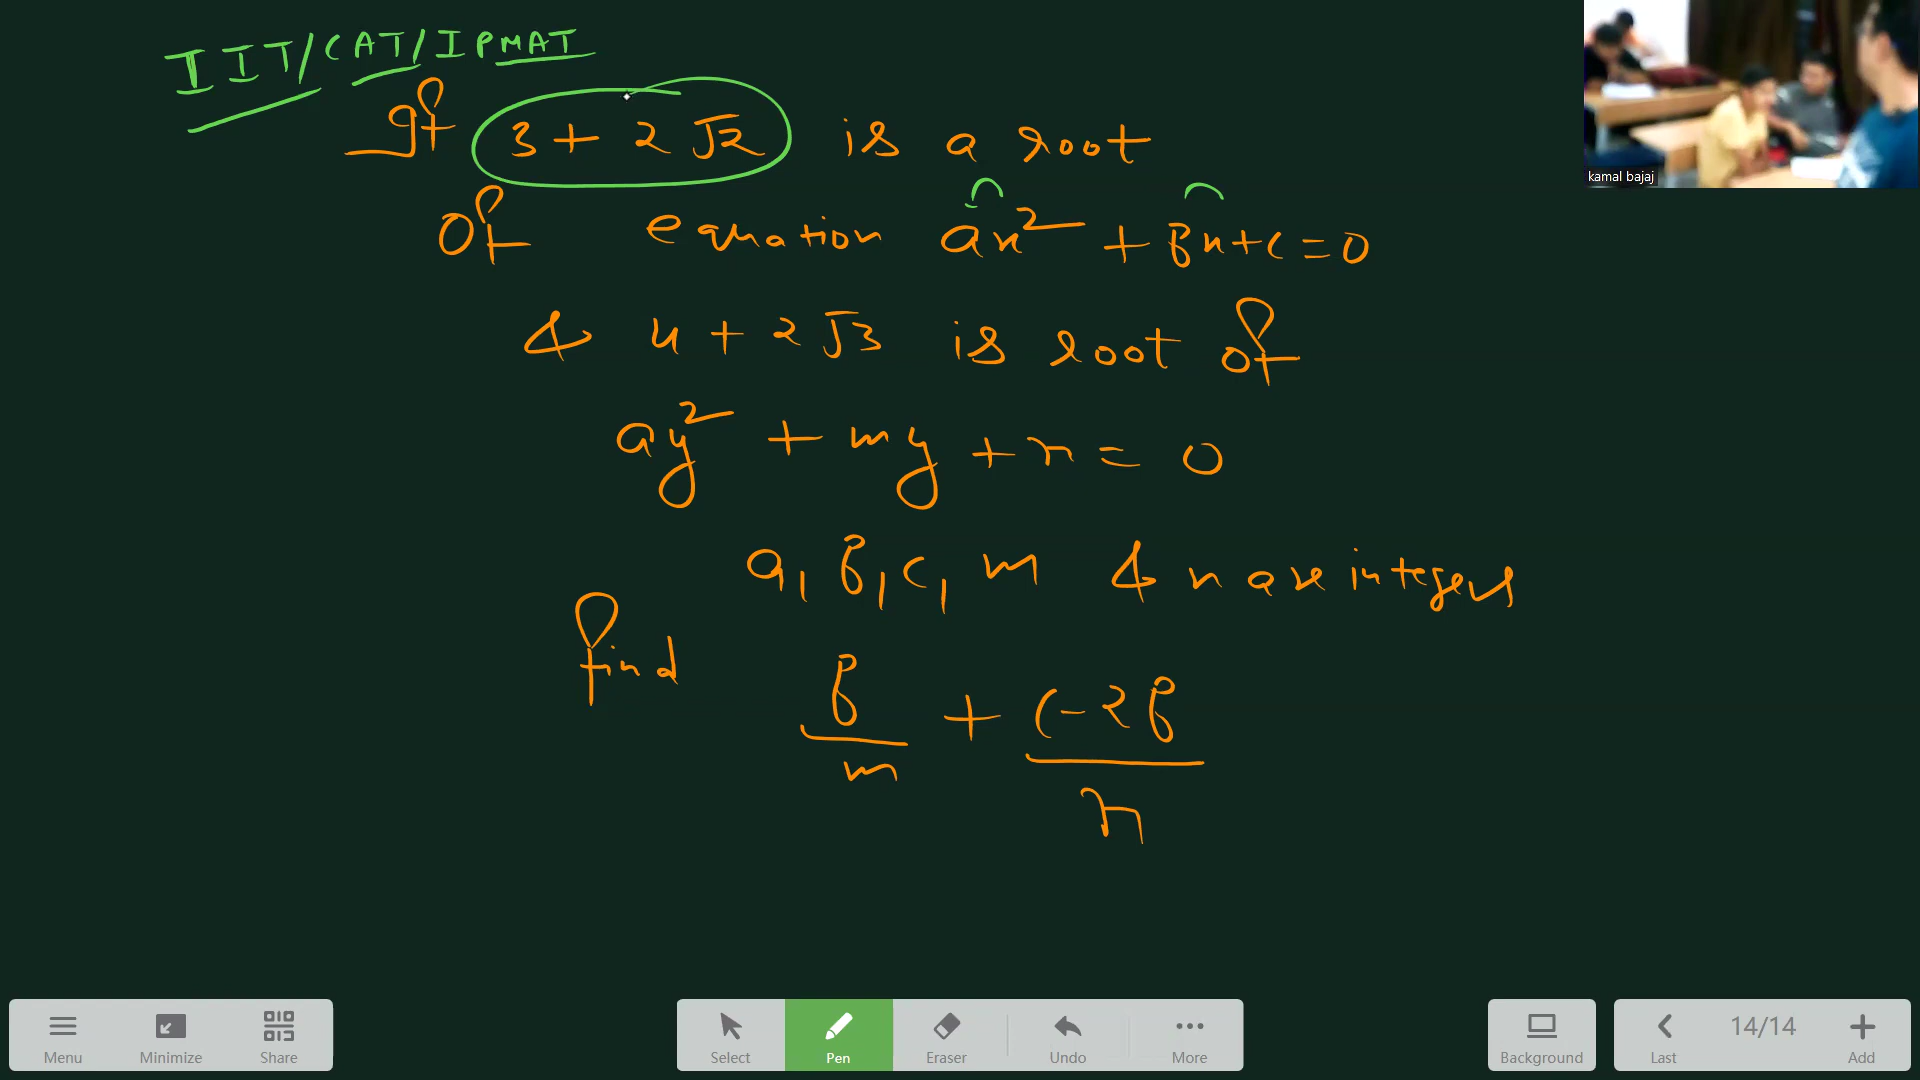 IIT/CAT/IPMAT
If 3 + 2√2 is a root
of equation ax² + bx+c=0
& 4 + 2√3 is root of
ay² + my + n = 0
a, b, c, m & n are integers
find b/m + (c-2b)/n
kamal bajaj
Menu Minimize Share Select Pen Eraser Undo More Background Last 14/14 Add